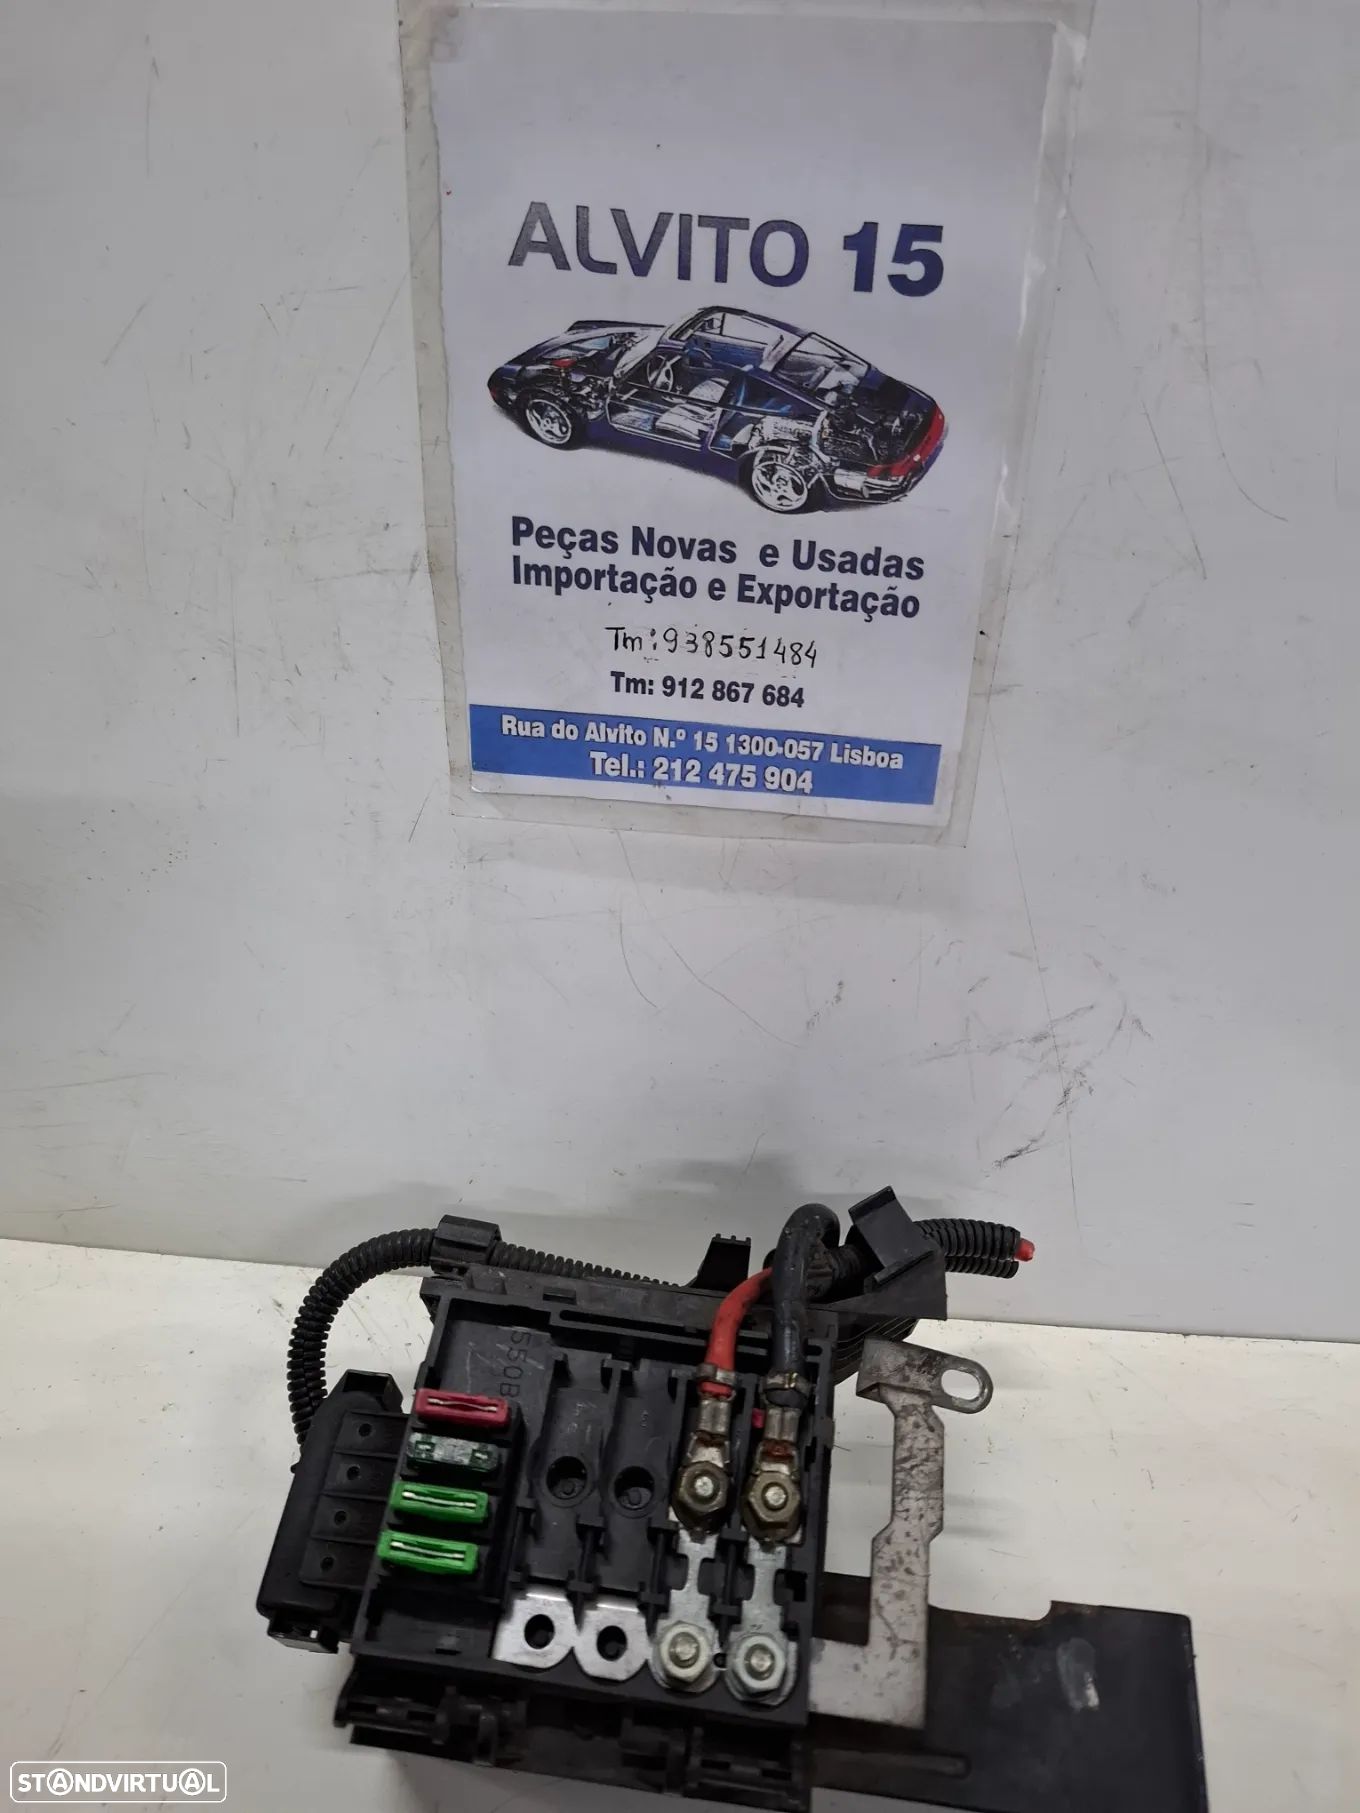 ALVITO 15
Peças Novas e Usadas
Importação e Exportação
Tm: 938551484
Tm: 912 867 684
Rua do Alvito N.º 15 1300-057 Lisboa
Tel.: 212 475 904
550B
STANDVIRTUAL